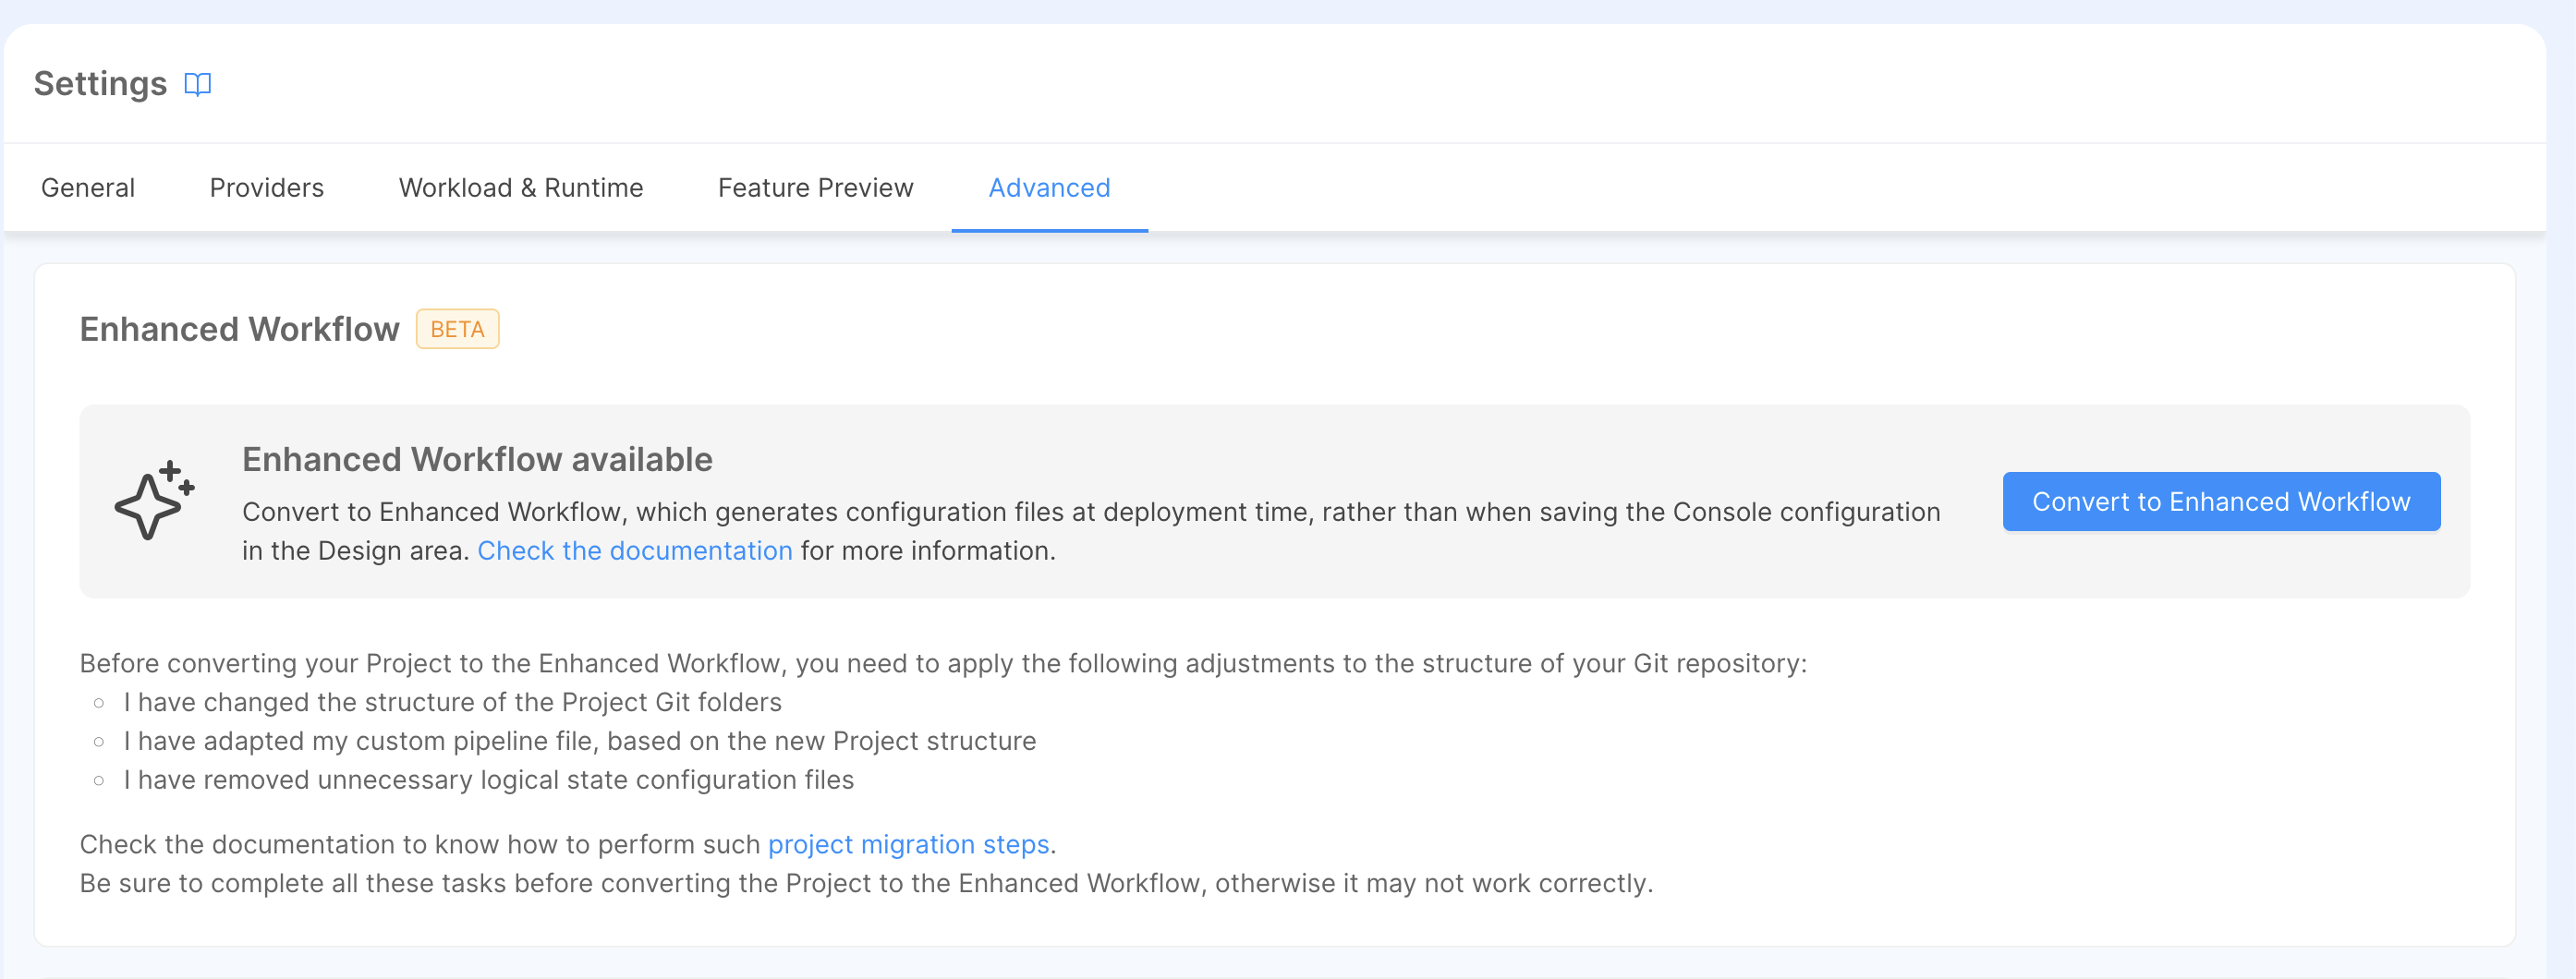 Settings
General Providers Workload & Runtime Feature Preview Advanced
Enhanced Workflow BETA
Enhanced Workflow available
Convert to Enhanced Workflow, which generates configuration files at deployment time, rather than when saving the Console configuration
in the Design area. Check the documentation for more information.
Convert to Enhanced Workflow
Before converting your Project to the Enhanced Workflow, you need to apply the following adjustments to the structure of your Git repository:
I have changed the structure of the Project Git folders
I have adapted my custom pipeline file, based on the new Project structure
I have removed unnecessary logical state configuration files
Check the documentation to know how to perform such project migration steps.
Be sure to complete all these tasks before converting the Project to the Enhanced Workflow, otherwise it may not work correctly.